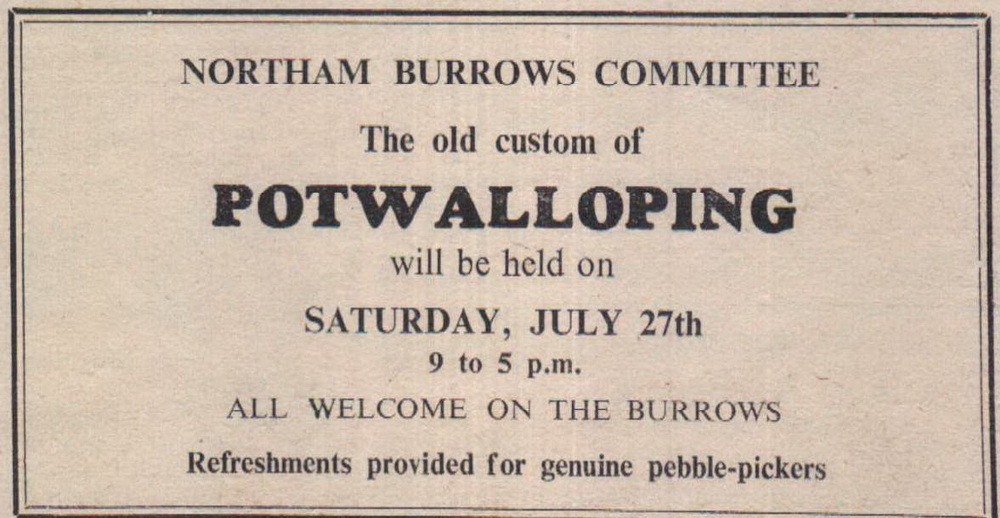 NORTHAM BURROWS COMMITTEE
The old custom of
POTWALLOPING
will be held on
SATURDAY, JULY 27th
9 to 5 p.m.
ALL WELCOME ON THE BURROWS
Refreshments provided for genuine pebble-pickers